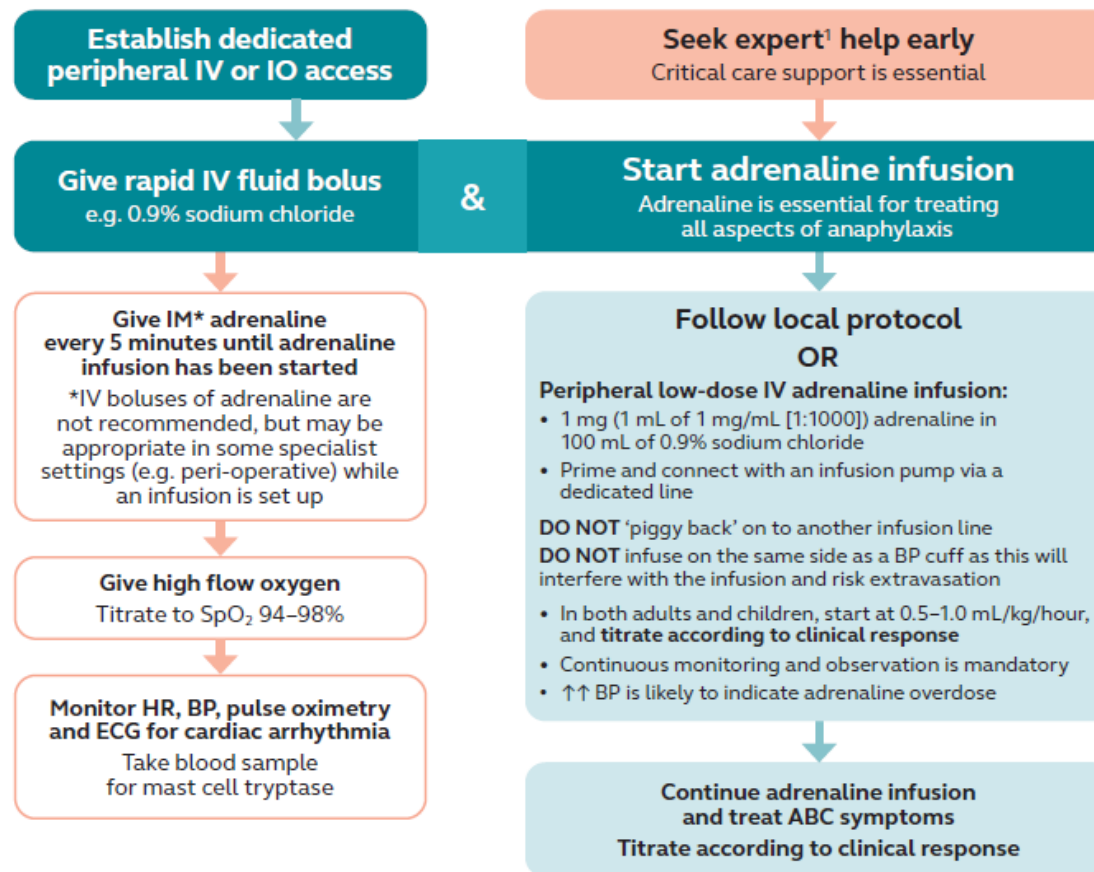 Establish dedicated
peripheral IV or IO access
Seek expert¹ help early
Critical care support is essential
Give rapid IV fluid bolus
e.g. 0.9% sodium chloride
&
Start adrenaline infusion
Adrenaline is essential for treating
all aspects of anaphylaxis
Give IM* adrenaline
every 5 minutes until adrenaline
infusion has been started
*IV boluses of adrenaline are
not recommended, but may be
appropriate in some specialist
settings (e.g. peri-operative) while
an infusion is set up
Give high flow oxygen
Titrate to SpO₂ 94–98%
Monitor HR, BP, pulse oximetry
and ECG for cardiac arrhythmia
Take blood sample
for mast cell tryptase
Follow local protocol
OR
Peripheral low-dose IV adrenaline infusion:
• 1 mg (1 mL of 1 mg/mL [1:1000]) adrenaline in
100 mL of 0.9% sodium chloride
• Prime and connect with an infusion pump via a
dedicated line
DO NOT ‘piggy back’ on to another infusion line
DO NOT infuse on the same side as a BP cuff as this will
interfere with the infusion and risk extravasation
• In both adults and children, start at 0.5–1.0 mL/kg/hour,
and titrate according to clinical response
• Continuous monitoring and observation is mandatory
• ↑↑ BP is likely to indicate adrenaline overdose
Continue adrenaline infusion
and treat ABC symptoms
Titrate according to clinical response